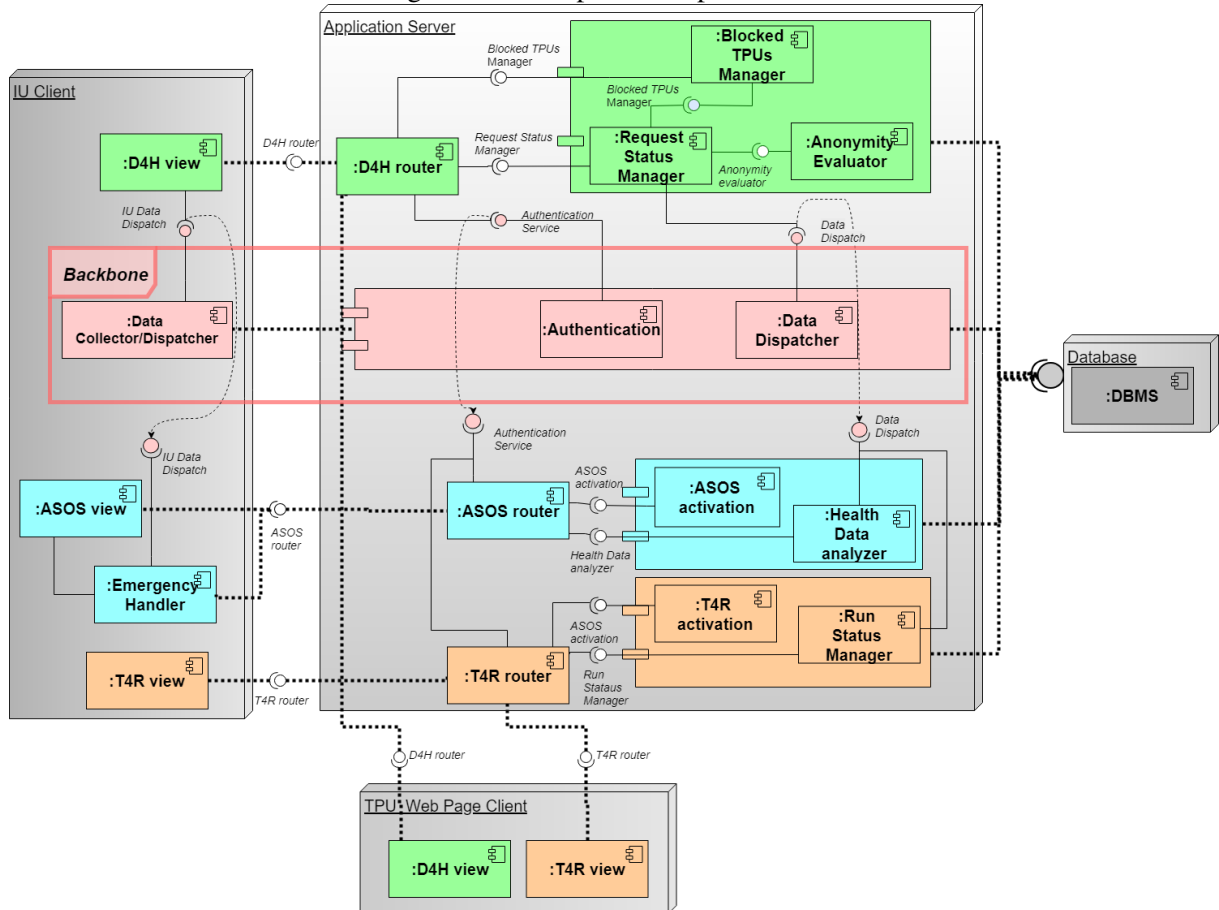 Application Server
:Blocked
TPUs
Manager
Blocked TPUs
Manager
Blocked TPUs
Manager
IU Client
:D4H view
D4H router
:D4H router
Request Status
Manager
:Request
Status
Manager
Anonymity
evaluator
:Anonymity
Evaluator
IU Data
Dispatch
Authentication
Service
Data
Dispatch
Backbone
:Data
Collector/Dispatcher
:Authentication
:Data
Dispatcher
Database
:DBMS
IU Data
Dispatch
Authentication
Service
Data
Dispatch
:ASOS view
ASOS
router
:ASOS router
ASOS
activation
:ASOS
activation
Health Data
analyzer
:Health
Data
analyzer
:Emergency
Handler
ASOS
activation
:T4R
activation
:Run
Status
Manager
:T4R view
T4R router
:T4R router
Run
Stataus
Manager
D4H router
T4R router
TPU Web Page Client
:D4H view
:T4R view